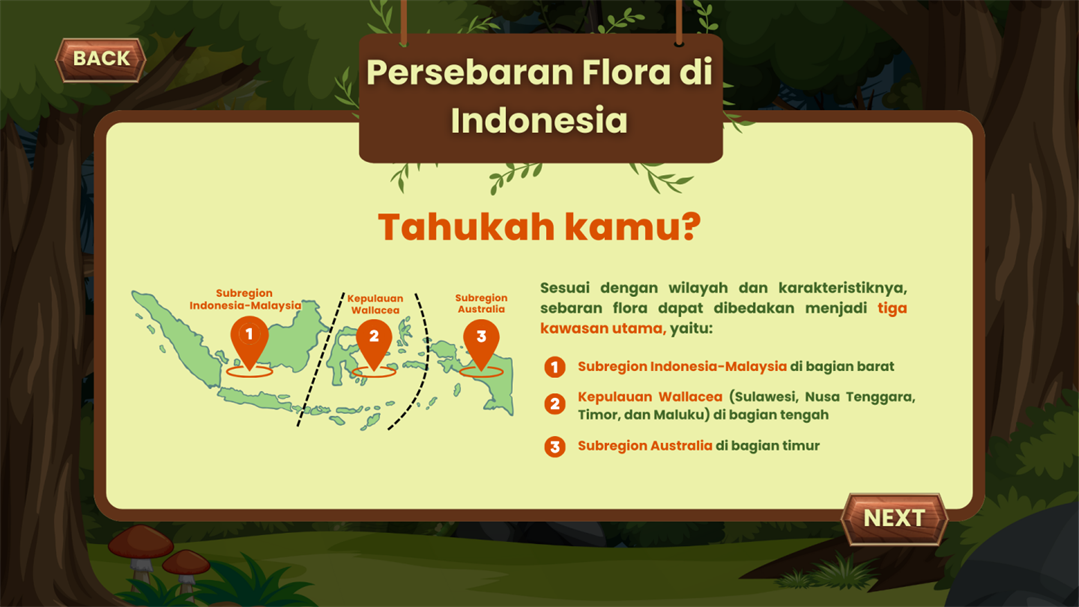 BACK
Persebaran Flora di
Indonesia
Tahukah kamu?
Subregion
Indonesia-Malaysia
Kepulauan
Wallacea
Subregion
Australia
1
2
3
Sesuai dengan wilayah dan karakteristiknya,
sebaran flora dapat dibedakan menjadi tiga
kawasan utama, yaitu:
1 Subregion Indonesia-Malaysia di bagian barat
2 Kepulauan Wallacea (Sulawesi, Nusa Tenggara,
Timor, dan Maluku) di bagian tengah
3 Subregion Australia di bagian timur
NEXT